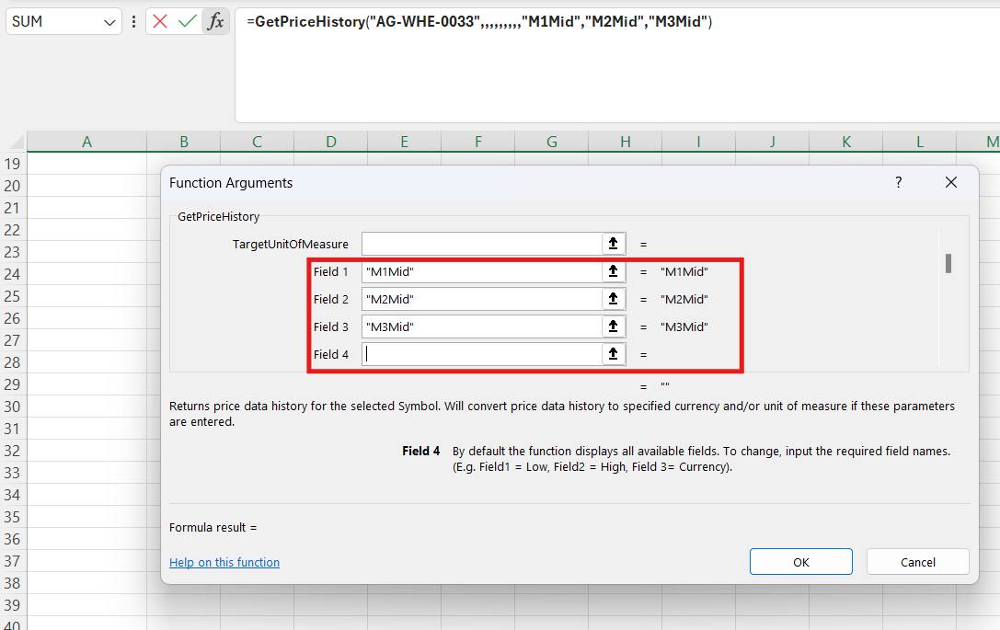 SUM fx =GetPriceHistory("AG-WHE-0033",,,,,,,,,"M1Mid","M2Mid","M3Mid")
A B C D E F G H I J K L M
19
20
21
22
23
24
25
26
27
28
29
30
31
32
33
34
35
36
37
38
39
40
Function Arguments ?
GetPriceHistory
TargetUnitOfMeasure =
Field 1 "M1Mid" = "M1Mid"
Field 2 "M2Mid" = "M2Mid"
Field 3 "M3Mid" = "M3Mid"
Field 4 =
= ""
Returns price data history for the selected Symbol. Will convert price data history to specified currency and/or unit of measure if these parameters
are entered.
Field 4 By default the function displays all available fields. To change, input the required field names.
(E.g. Field1 = Low, Field2 = High, Field 3= Currency).
Formula result =
Help on this function OK Cancel